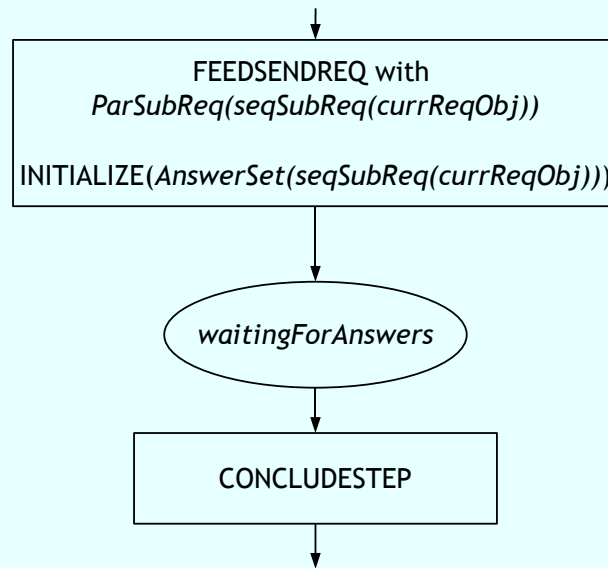 FEEDSENDREQ with
ParSubReq(seqSubReq(currReqObj))
INITIALIZE(AnswerSet(seqSubReq(currReqObj)))
waitingForAnswers
CONCLUDESTEP